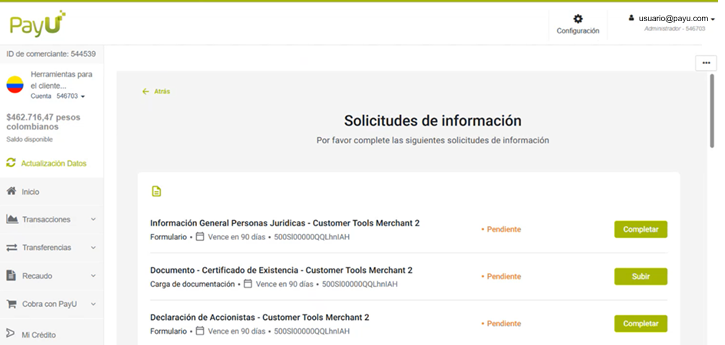 PayU
Configuración
usuario@payu.com
Administrador - 546703
ID de comerciante: 544539
Herramientas para
el cliente...
Cuenta 546703
$462.716,47 pesos
colombianos
Saldo disponible
Actualización Datos
Inicio
Transacciones
Transferencias
Recaudo
Cobra con PayU
Mi Crédito
Atrás
Solicitudes de información
Por favor complete las siguientes solicitudes de información
Información General Personas Juridicas - Customer Tools Merchant 2
Formulario • Vence en 90 días • 500SI00000QQLhnIAH
• Pendiente
Completar
Documento - Certificado de Existencia - Customer Tools Merchant 2
Carga de documentación • Vence en 90 días • 500SI00000QQLhnIAH
• Pendiente
Subir
Declaración de Accionistas - Customer Tools Merchant 2
Formulario • Vence en 90 días • 500SI00000QQLhnIAH
• Pendiente
Completar